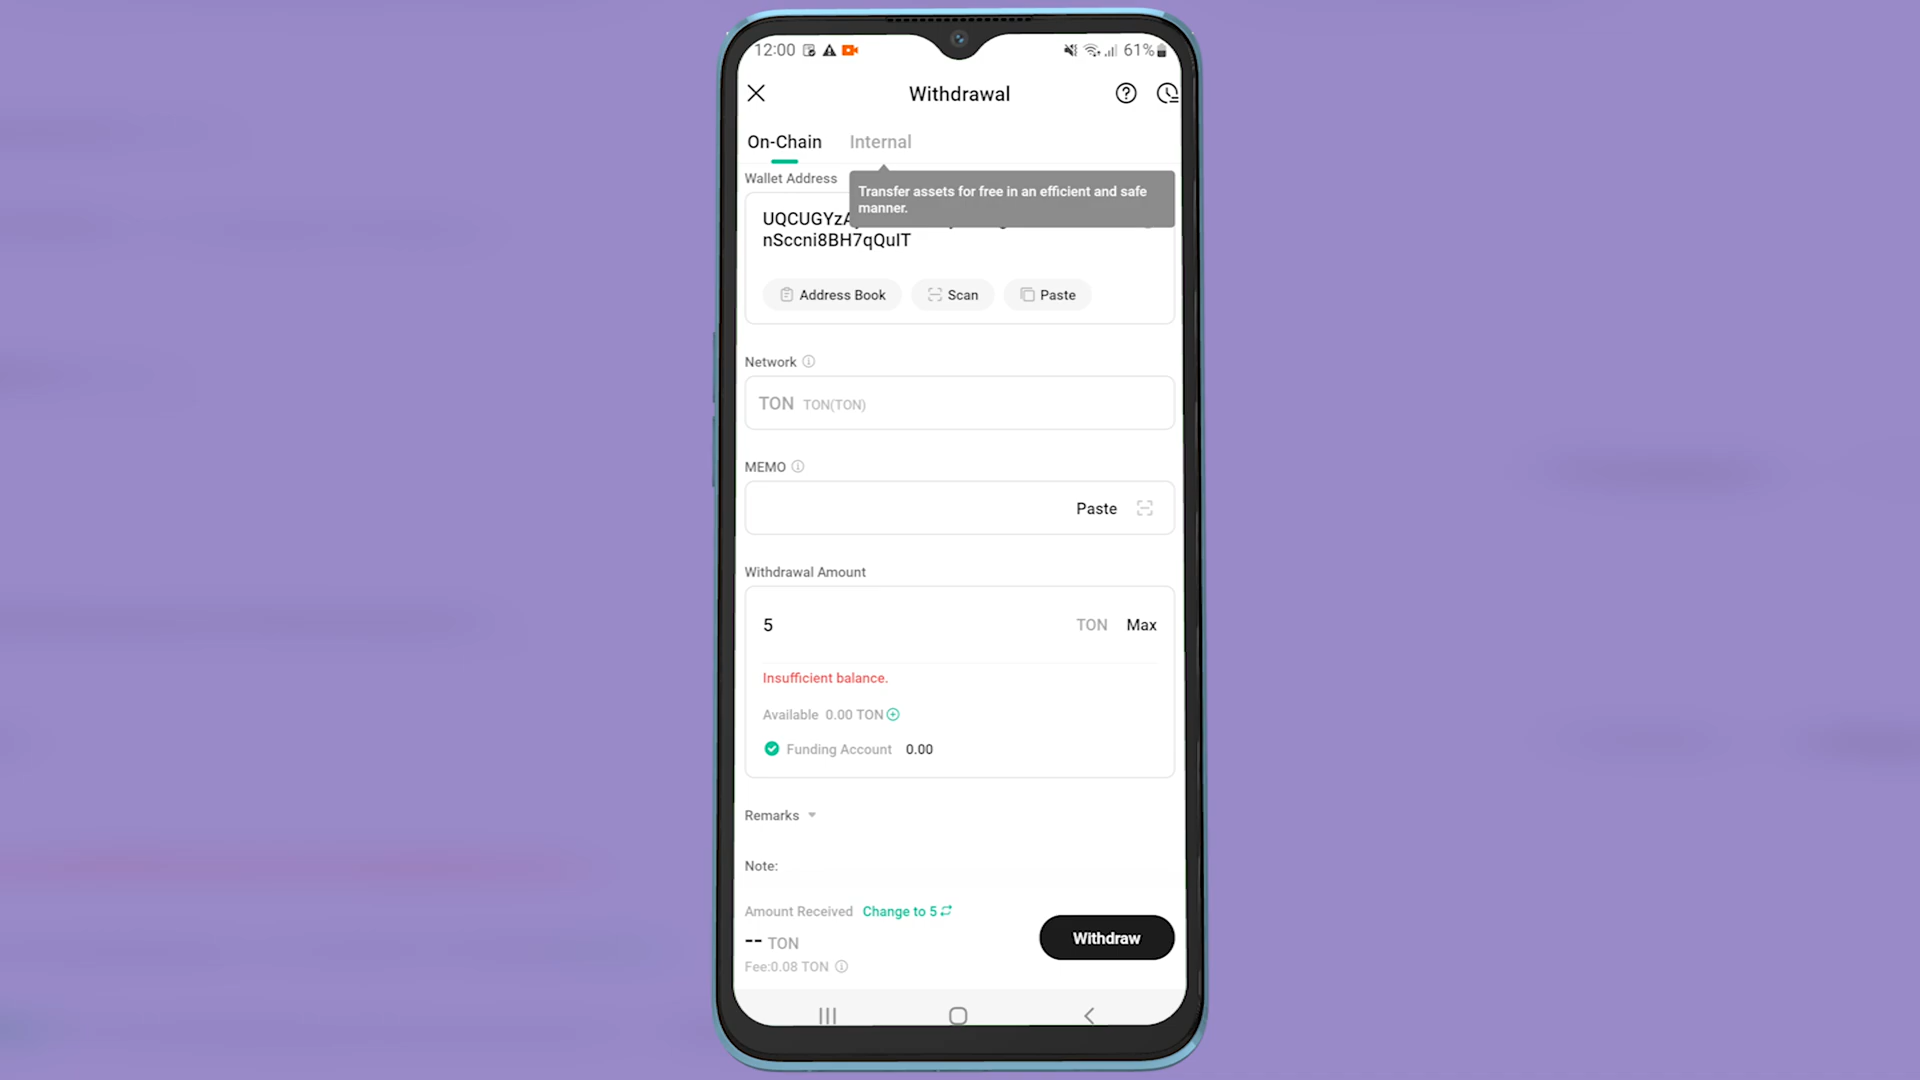 12:00
61%
Withdrawal
On-Chain Internal
Wallet Address
Transfer assets for free in an efficient and safe
manner.
UQCUGYzA
nSccni8BH7qQuIT
Address Book Scan Paste
Network
TON TON(TON)
MEMO
Paste
Withdrawal Amount
5 TON Max
Insufficient balance.
Available 0.00 TON
Funding Account 0.00
Remarks
Note:
Amount Received Change to 5
-- TON
Withdraw
Fee:0.08 TON